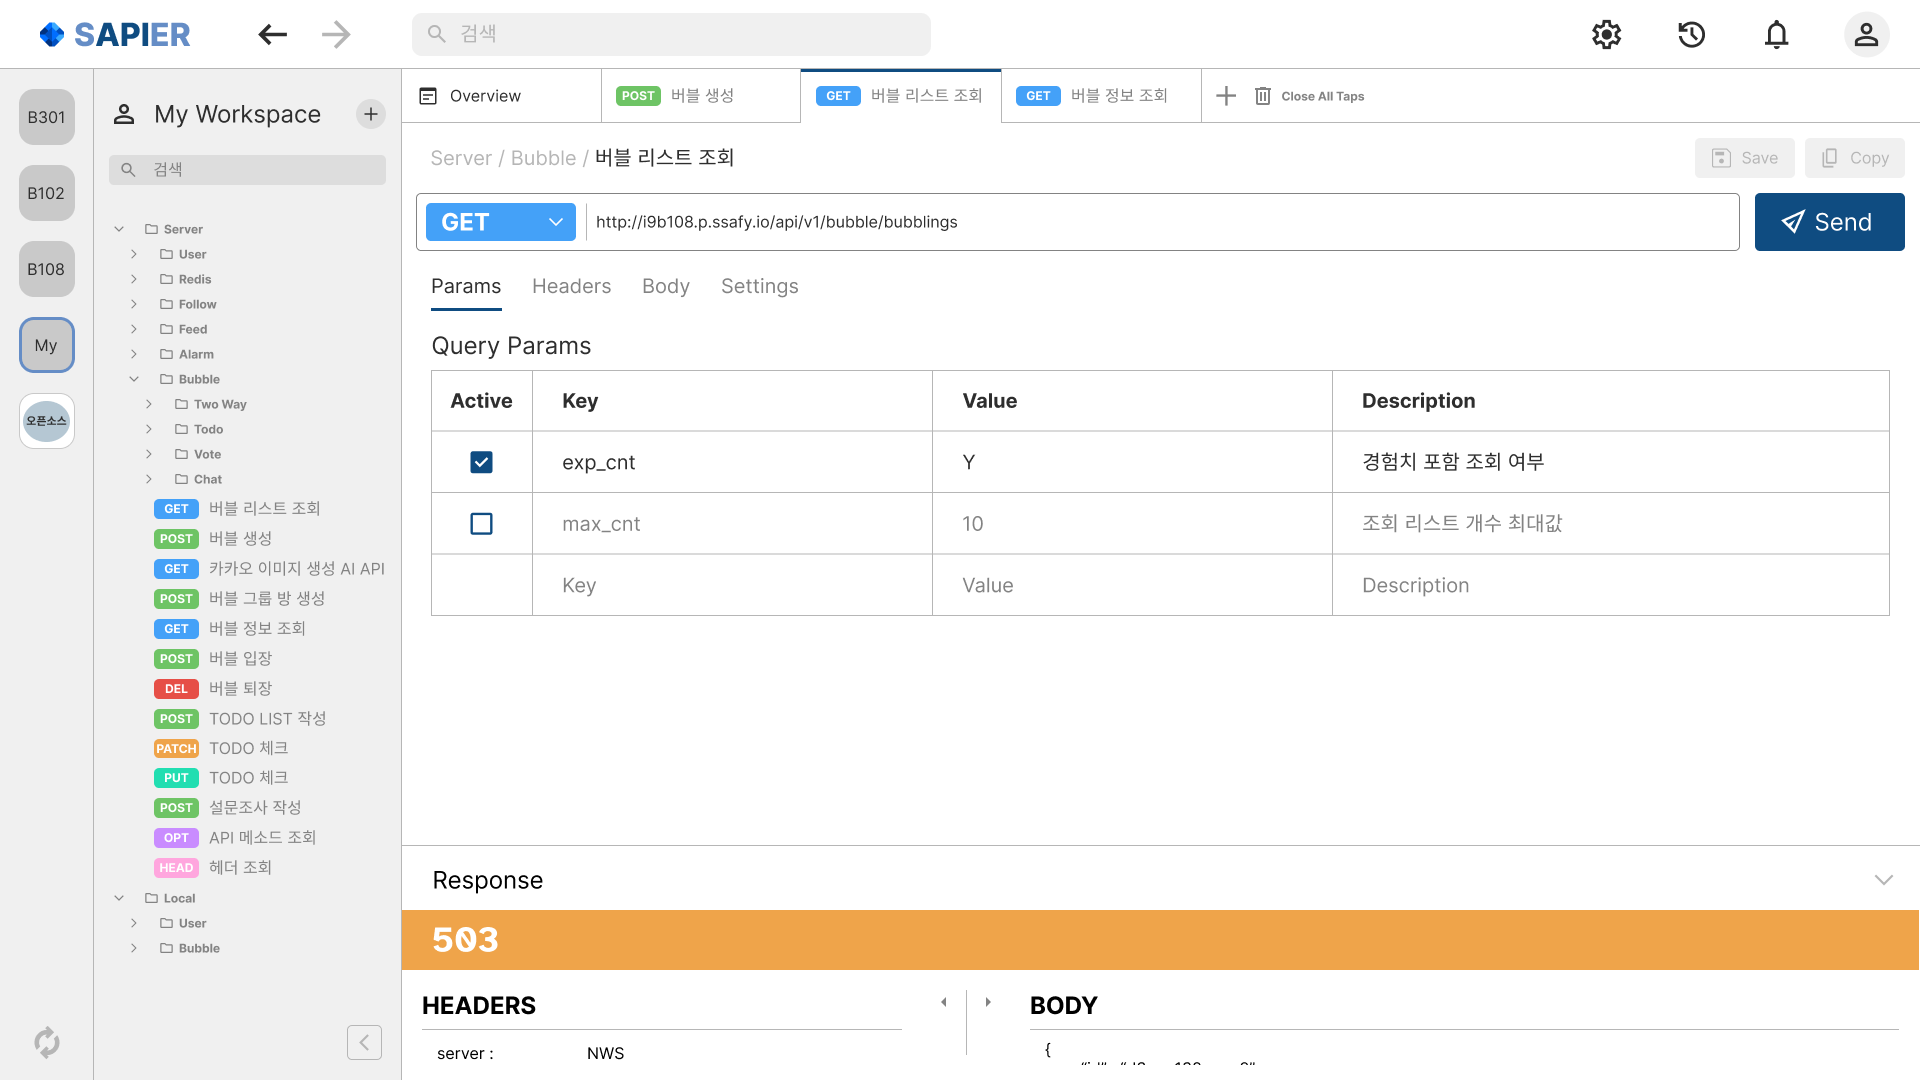 SAPIER
검색
B301
B102
B108
My
오픈소스
My Workspace
검색
Server
User
Redis
Follow
Feed
Alarm
Bubble
Two Way
Todo
Vote
Chat
GET 버블 리스트 조회
POST 버블 생성
GET 카카오 이미지 생성 AI API
POST 버블 그룹 방 생성
GET 버블 정보 조회
POST 버블 입장
DEL 버블 퇴장
POST TODO LIST 작성
PATCH TODO 체크
PUT TODO 체크
POST 설문조사 작성
OPT API 메소드 조회
HEAD 헤더 조회
Local
User
Bubble
Overview
POST 버블 생성
GET 버블 리스트 조회
GET 버블 정보 조회
Close All Taps
Server / Bubble / 버블 리스트 조회
Save
Copy
GET
http://i9b108.p.ssafy.io/api/v1/bubble/bubblings
Send
Params Headers Body Settings
Query Params
Active Key Value Description
exp_cnt Y 경험치 포함 조회 여부
max_cnt 10 조회 리스트 개수 최대값
Key Value Description
Response
503
HEADERS
server : NWS
BODY
{